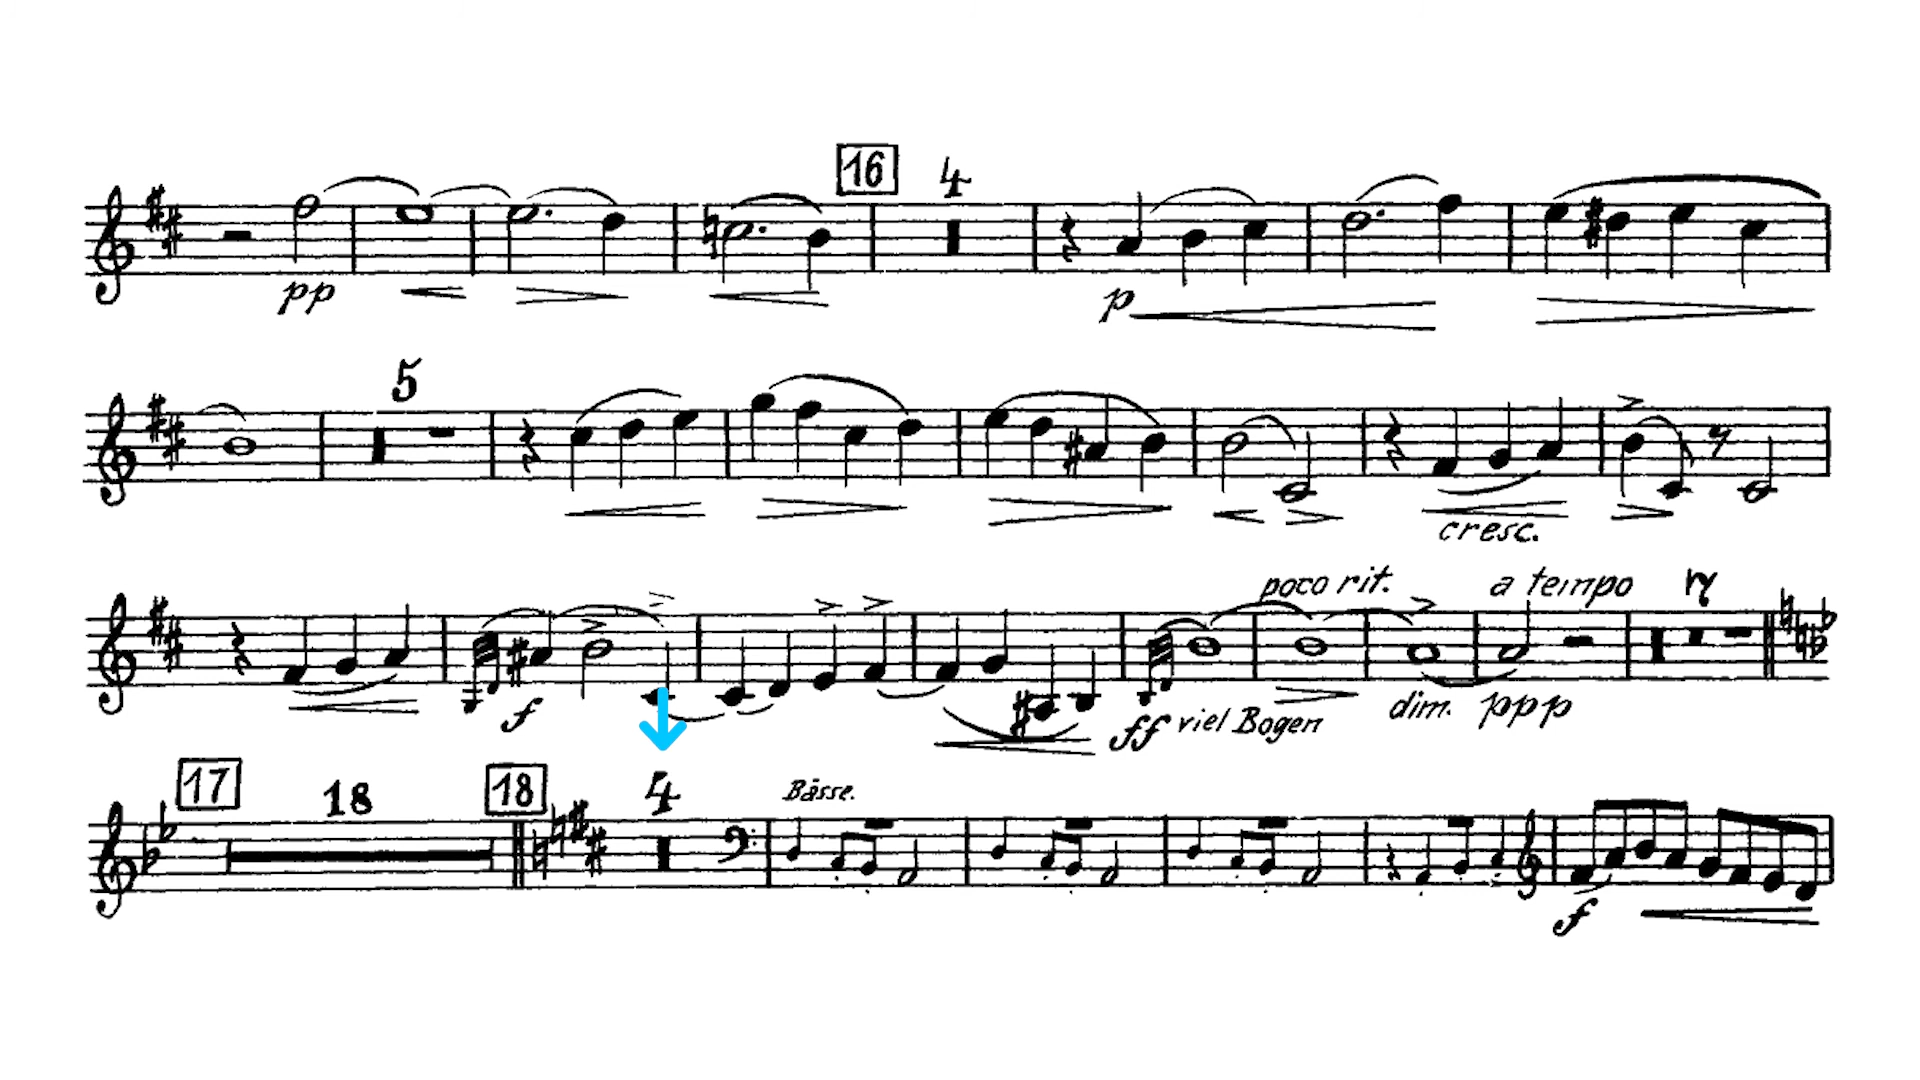 16 4
pp p
5
cresc.
poco rit. a tempo
f ff viel Bogen dim. ppp
17 18 18 4 Bässe.
f